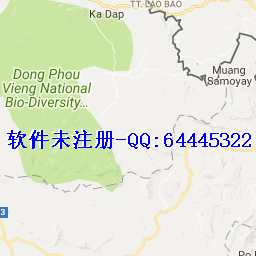 TT. LAO BAO
Ka Dap
Dong Phou
Vieng National
Bio-Diversity...
Muang
Samoyay
软件未注册-QQ:64445322
3